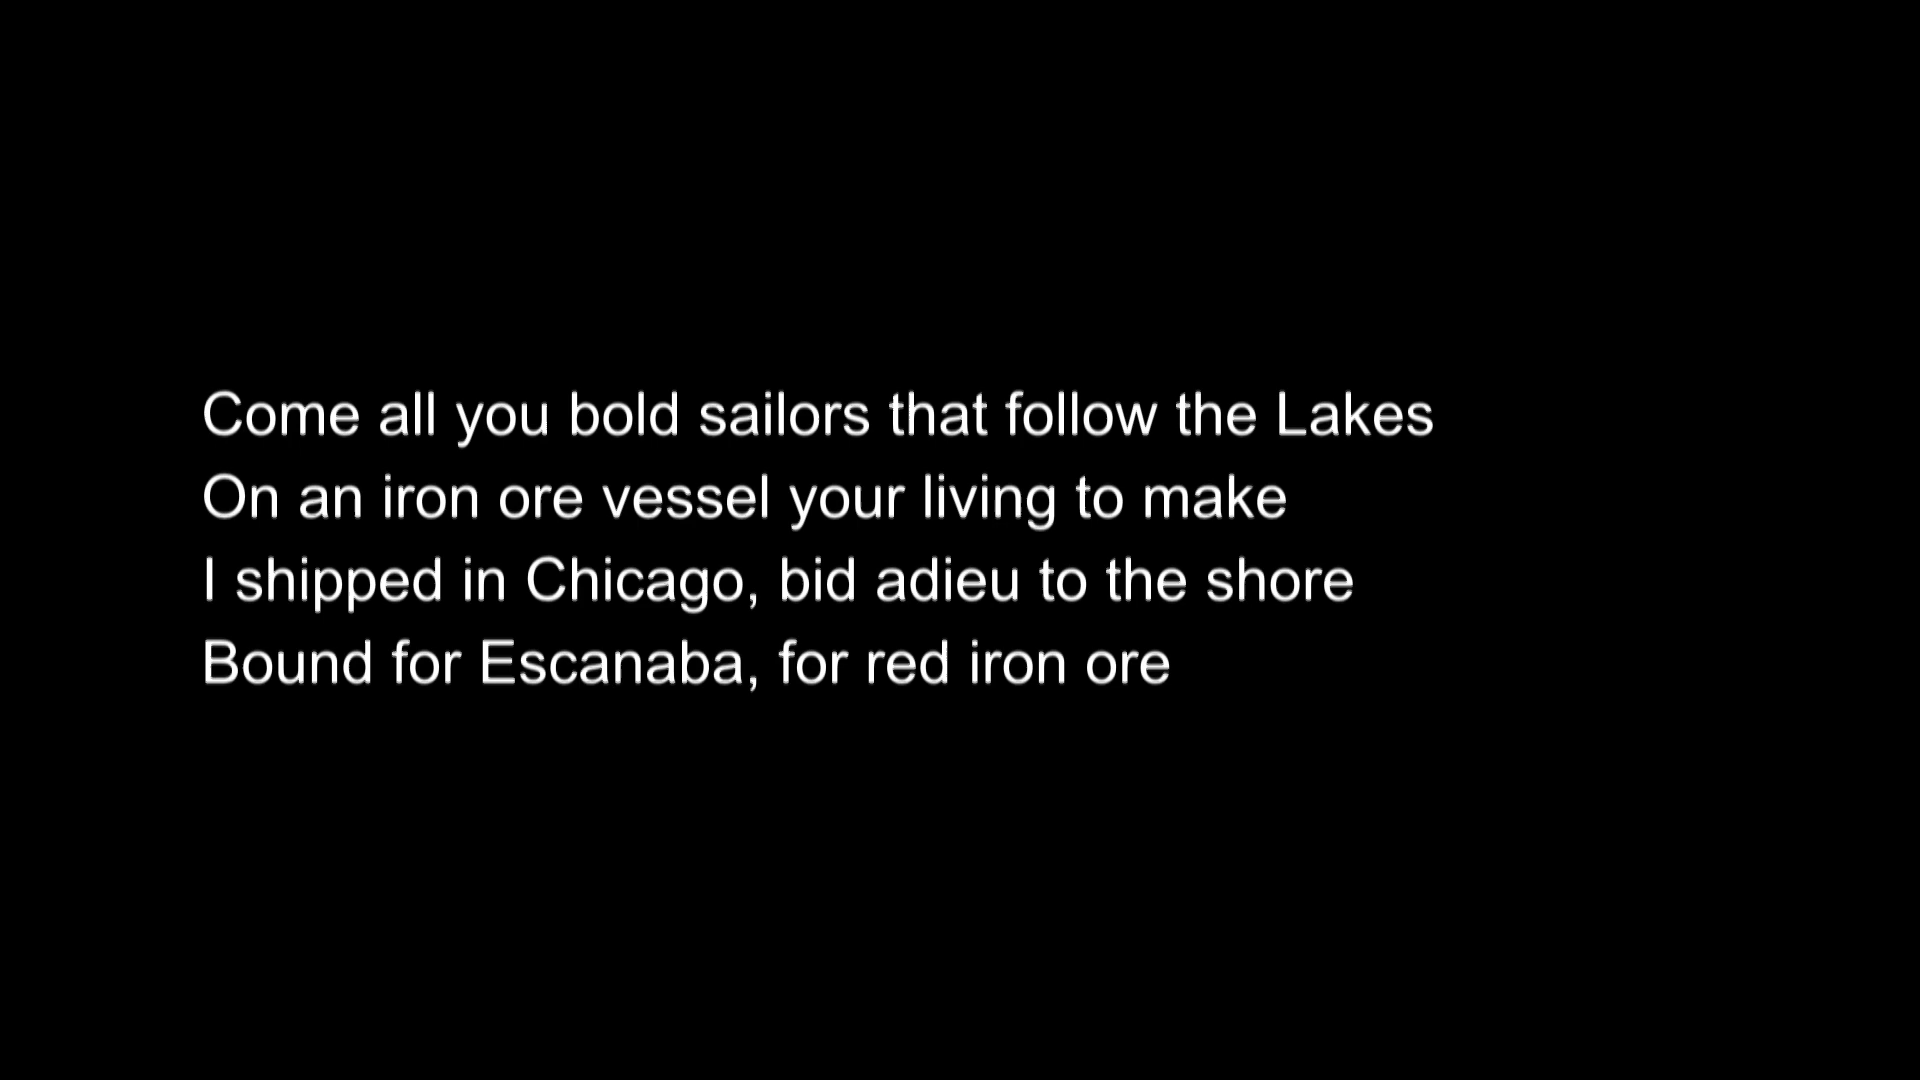 Come all you bold sailors that follow the Lakes
On an iron ore vessel your living to make
I shipped in Chicago, bid adieu to the shore
Bound for Escanaba, for red iron ore